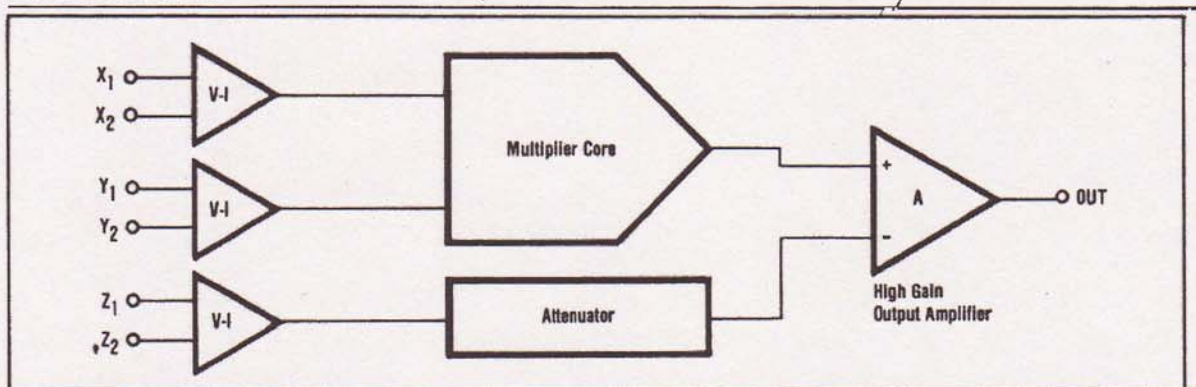 X1
V-I
X2
Multiplier Core
Y1
V-I
Y2
+
A
OUT
-
Z1
V-I
Z2
Attenuator
High Gain
Output Amplifier